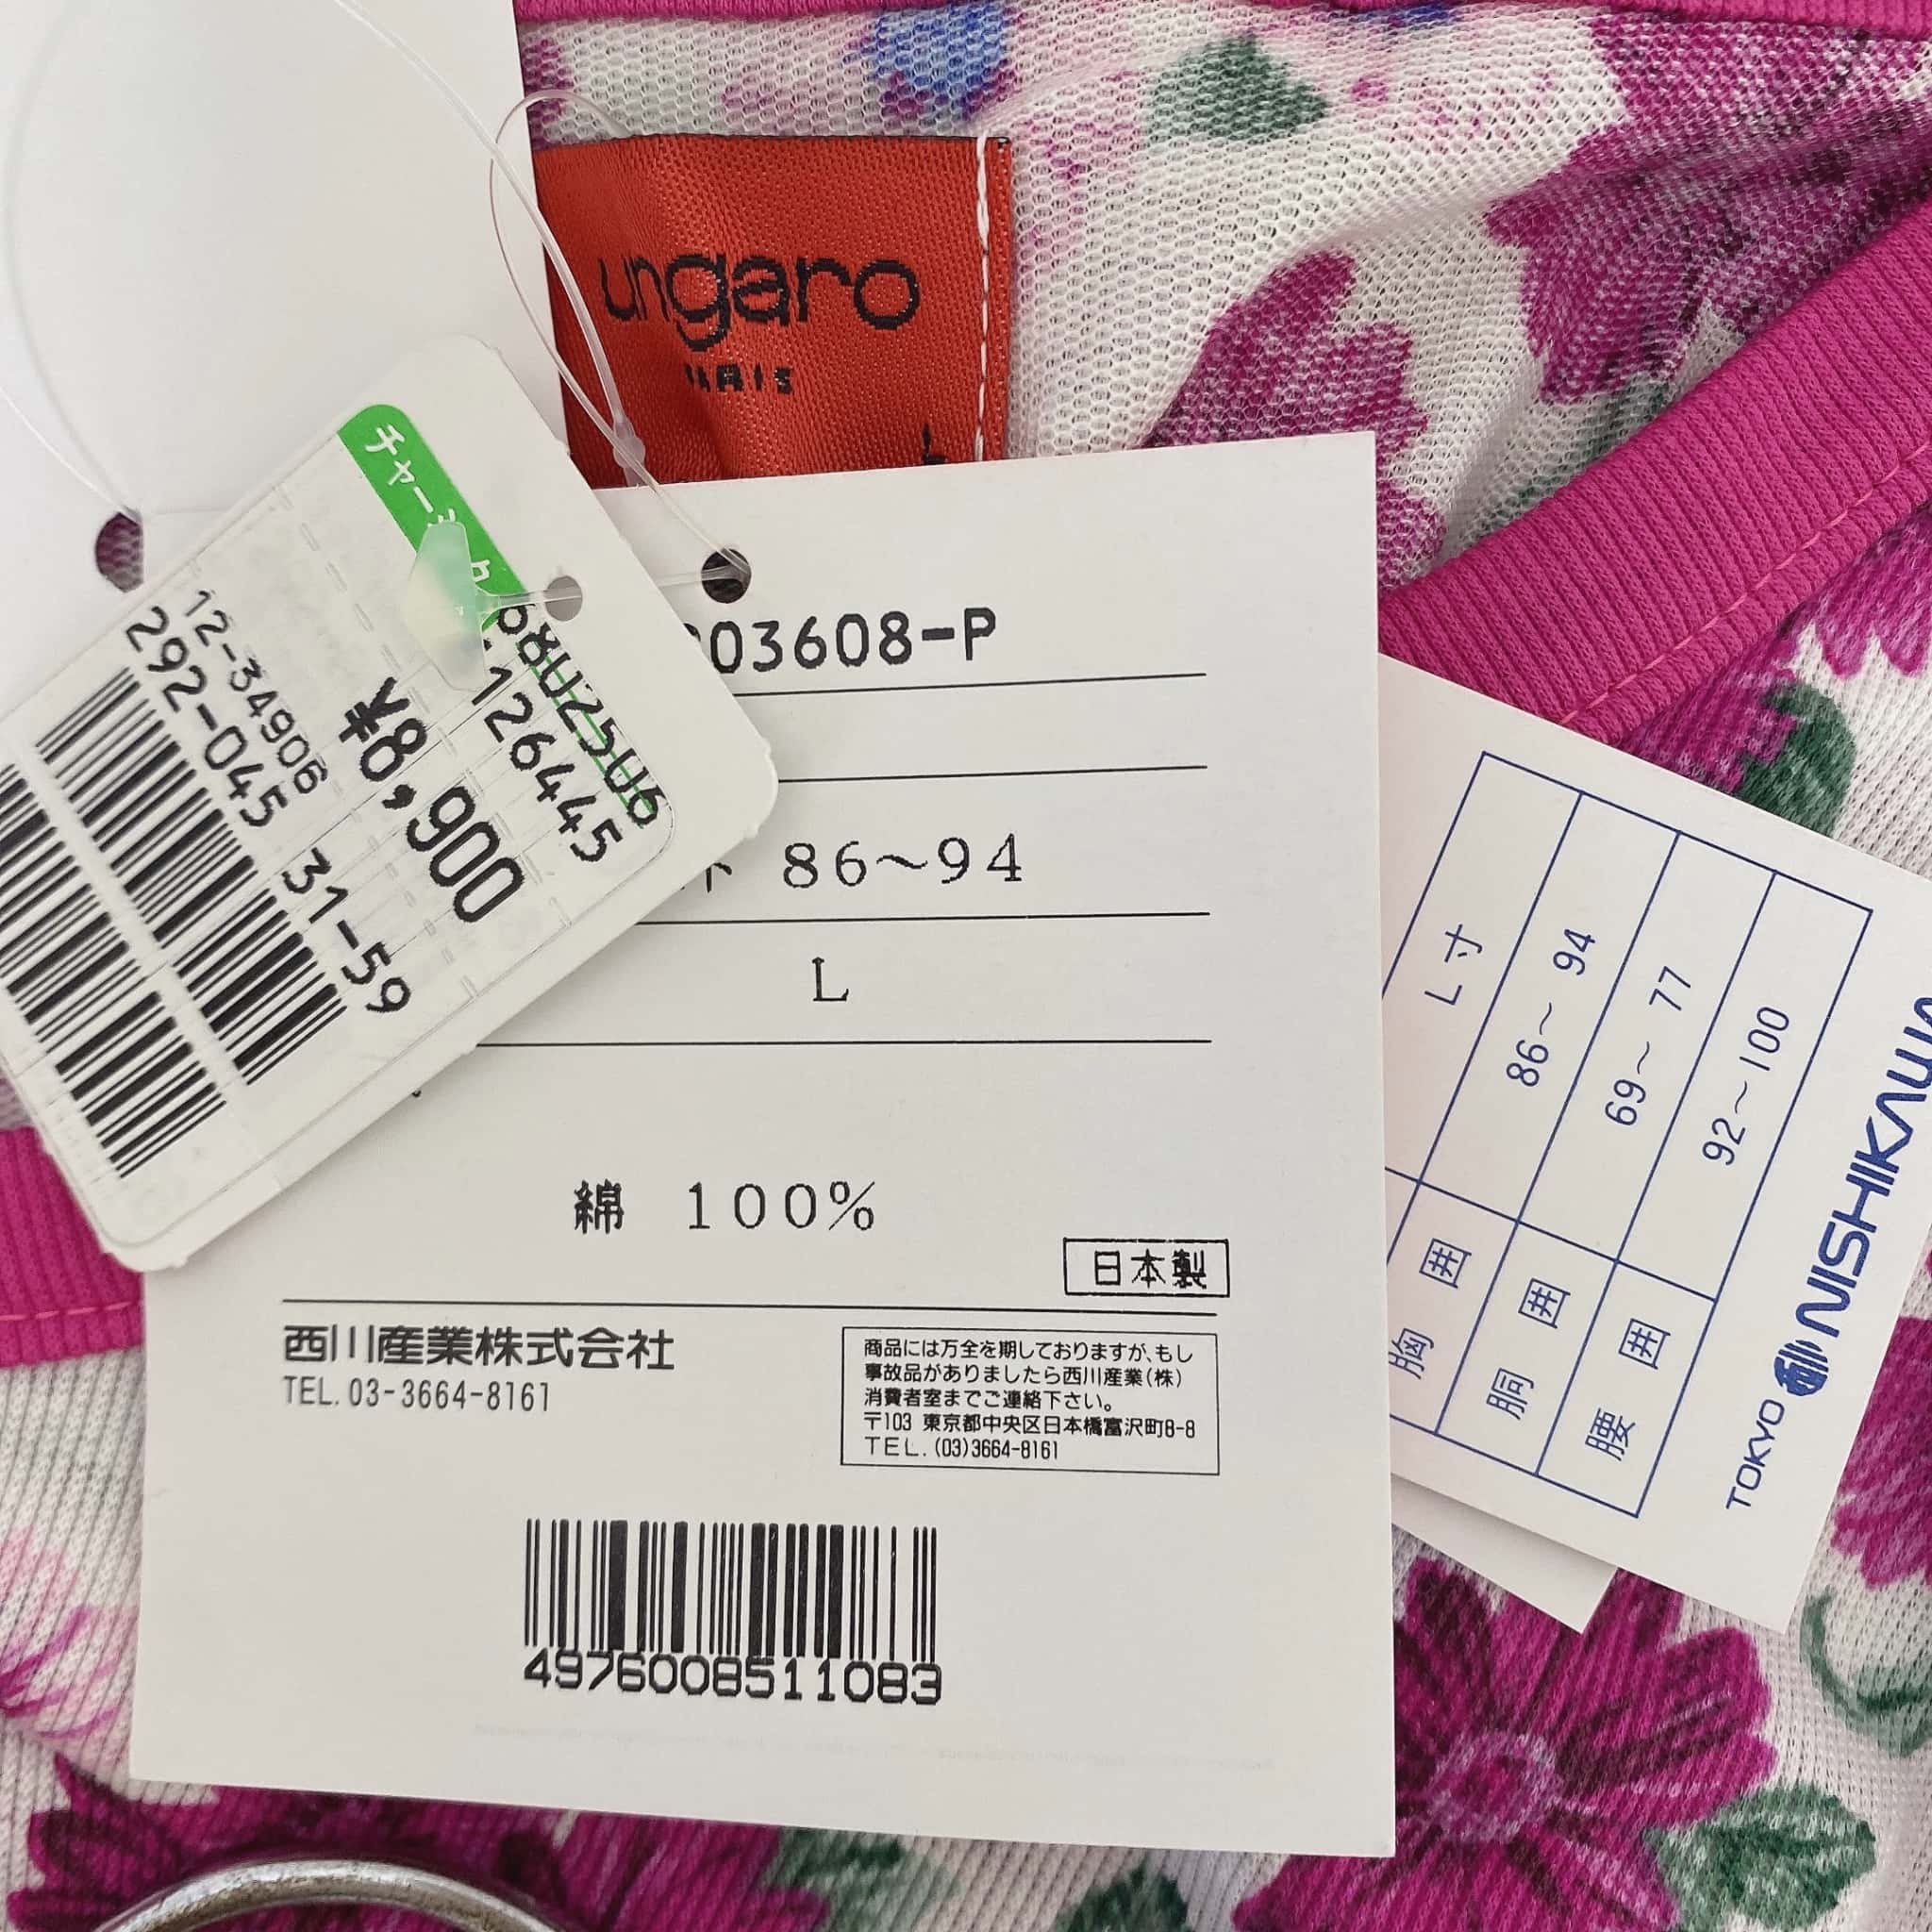 ungaro
PARIS
L
12-34906
292-045
¥8,900
31-59
126445
03608-P
ト 86～94
L
綿 100%
日本製
西川産業株式会社
TEL.03-3664-8161
商品には万全を期しておりますが、もし
事故品がありましたら西川産業(株)
消費者室までご連絡下さい。
〒103 東京都中央区日本橋富沢町8-8
TEL.(03)3664-8161
4976008511083
L寸
胸囲 86～94
胴囲 69～77
腰囲 92～100
TOKYO NISHIKAWA